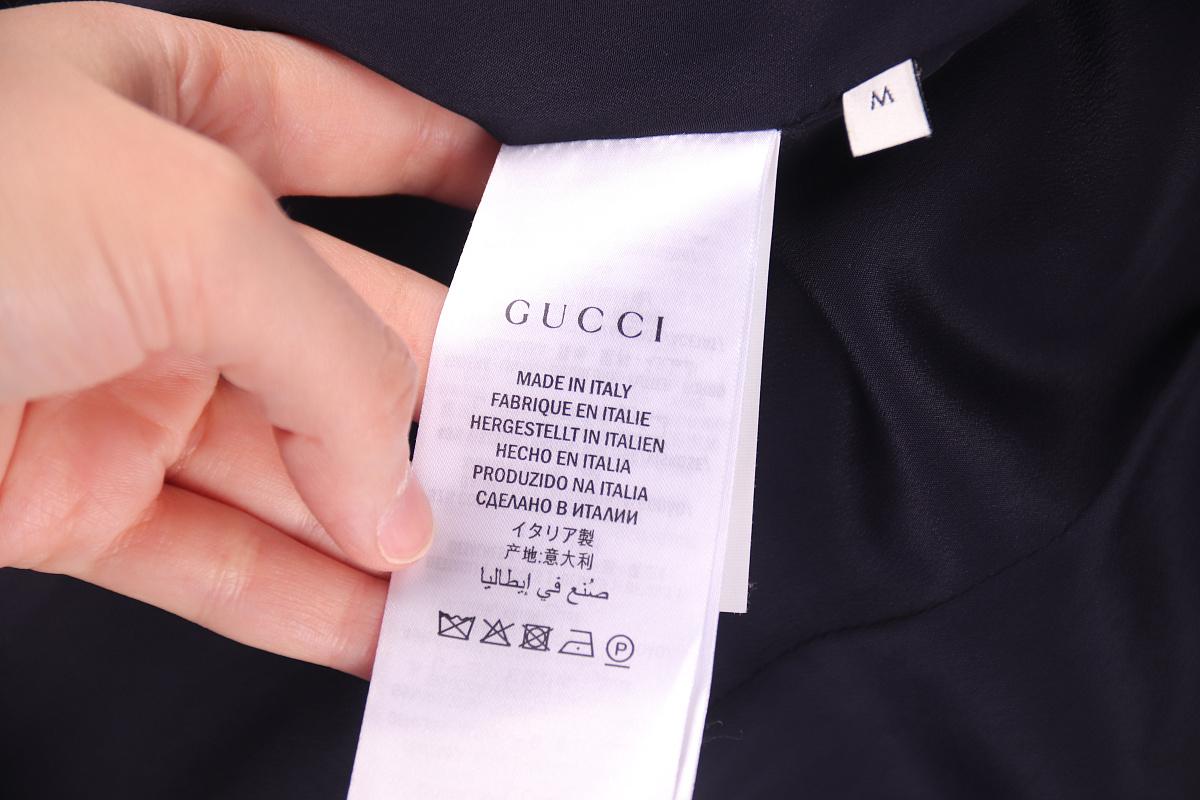 M
GUCCI
MADE IN ITALY
FABRIQUE EN ITALIE
HERGESTELLT IN ITALIEN
HECHO EN ITALIA
PRODUZIDO NA ITALIA
СДЕЛАНО В ИТАЛИИ
イタリア製
产地:意大利
صُنع في إيطاليا
P